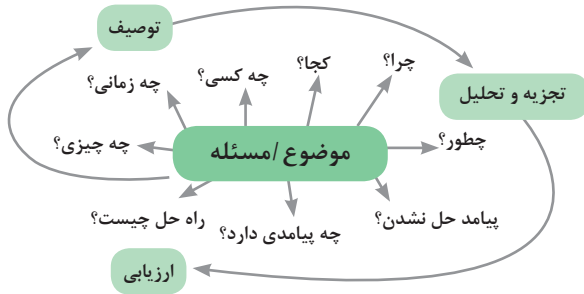 توصیف
چرا؟
کجا؟
چه کسی؟
چه زمانی؟
تجزیه و تحلیل
چطور؟
موضوع /مسئله
چه چیزی؟
پیامد حل نشدن؟
چه پیامدی دارد؟
راه حل چیست؟
ارزیابی